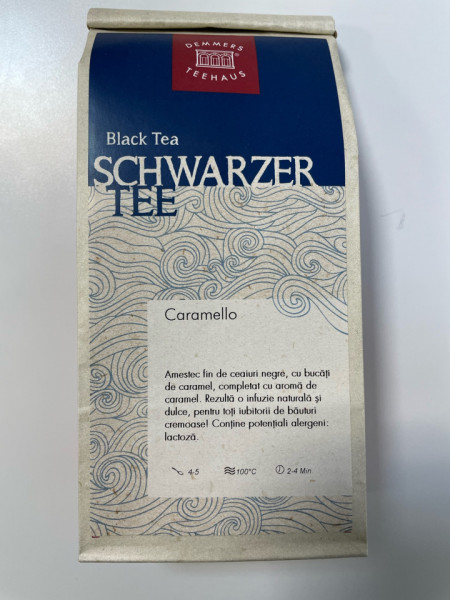 DEMMERS
TEEHAUS
Black Tea
SCHWARZER
TEE
Caramello
Amestec fin de ceaiuri negre, cu bucăți
de caramel, completat cu aromă de
caramel. Rezultă o infuzie naturală și
dulce, pentru toți iubitorii de băuturi
cremoase! Conține potențiali alergeni:
lactoză.
4-5 100°C 2-4 Min.